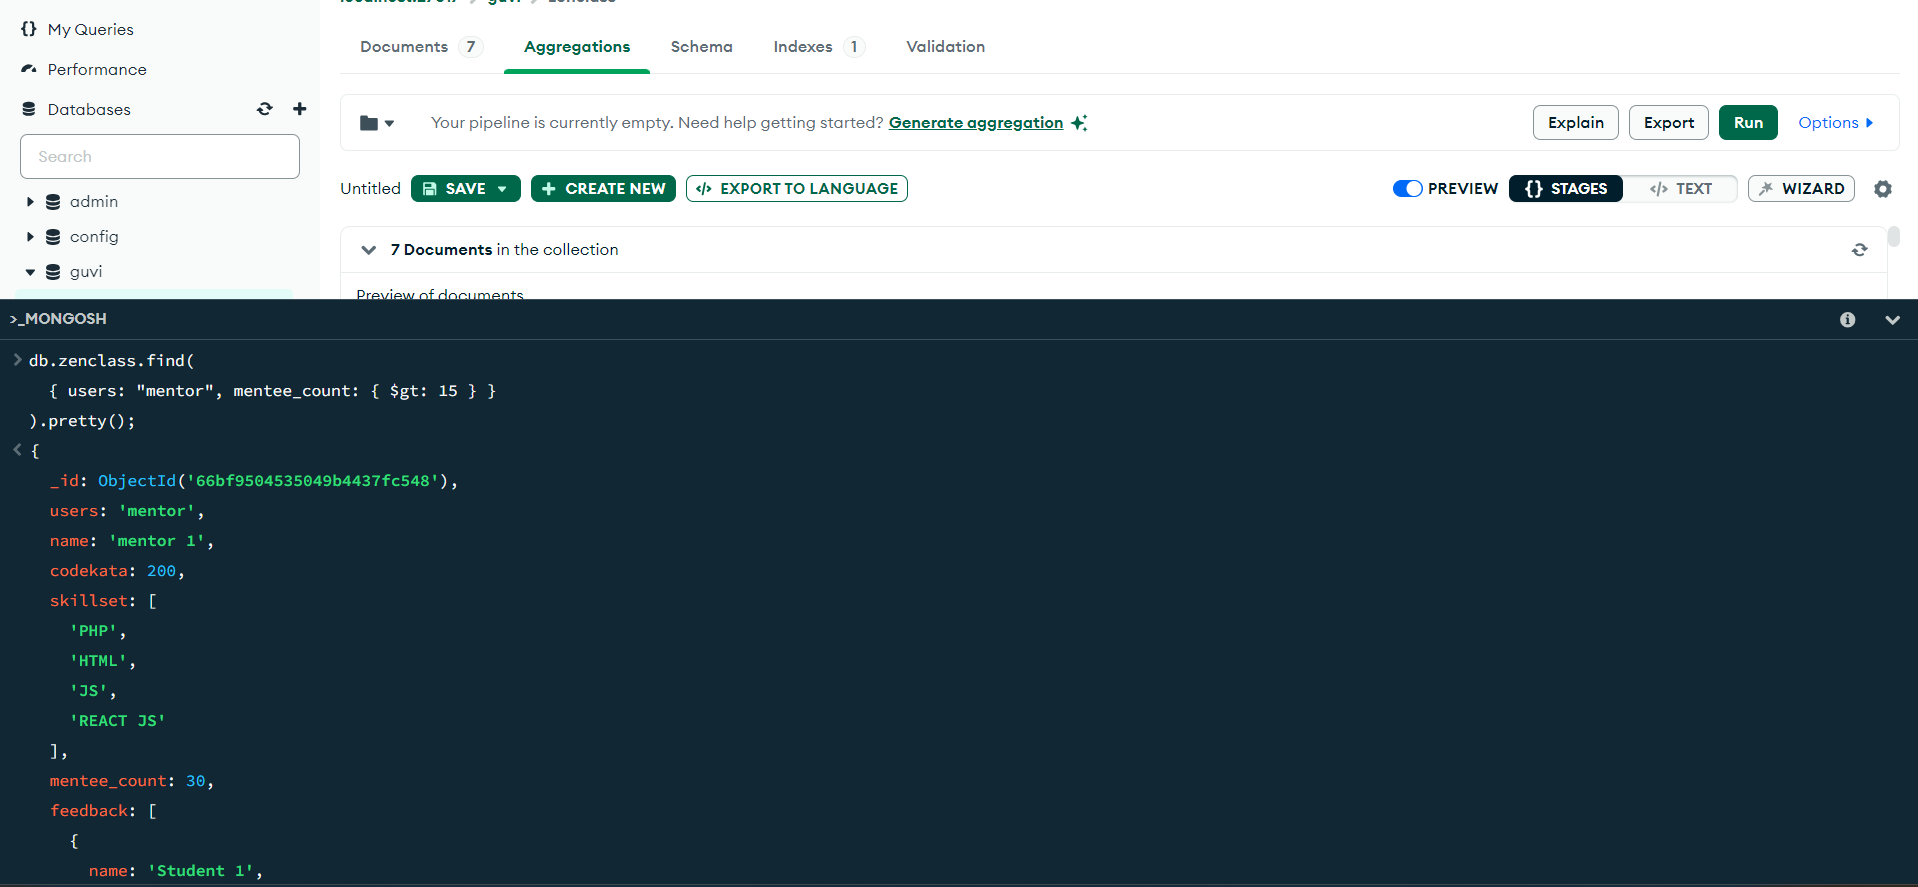 My Queries
Performance
Databases
Search
admin
config
guvi
Documents 7 Aggregations Schema Indexes 1 Validation
Your pipeline is currently empty. Need help getting started? Generate aggregation
Explain Export Run Options
Untitled SAVE + CREATE NEW </> EXPORT TO LANGUAGE
PREVIEW {} STAGES </> TEXT WIZARD
7 Documents in the collection
Preview of documents
>_MONGOSH
> db.zenclass.find(
{ users: "mentor", mentee_count: { $gt: 15 } }
).pretty();
< {
_id: ObjectId('66bf9504535049b4437fc548'),
users: 'mentor',
name: 'mentor 1',
codekata: 200,
skillset: [
'PHP',
'HTML',
'JS',
'REACT JS'
],
mentee_count: 30,
feedback: [
{
name: 'Student 1',